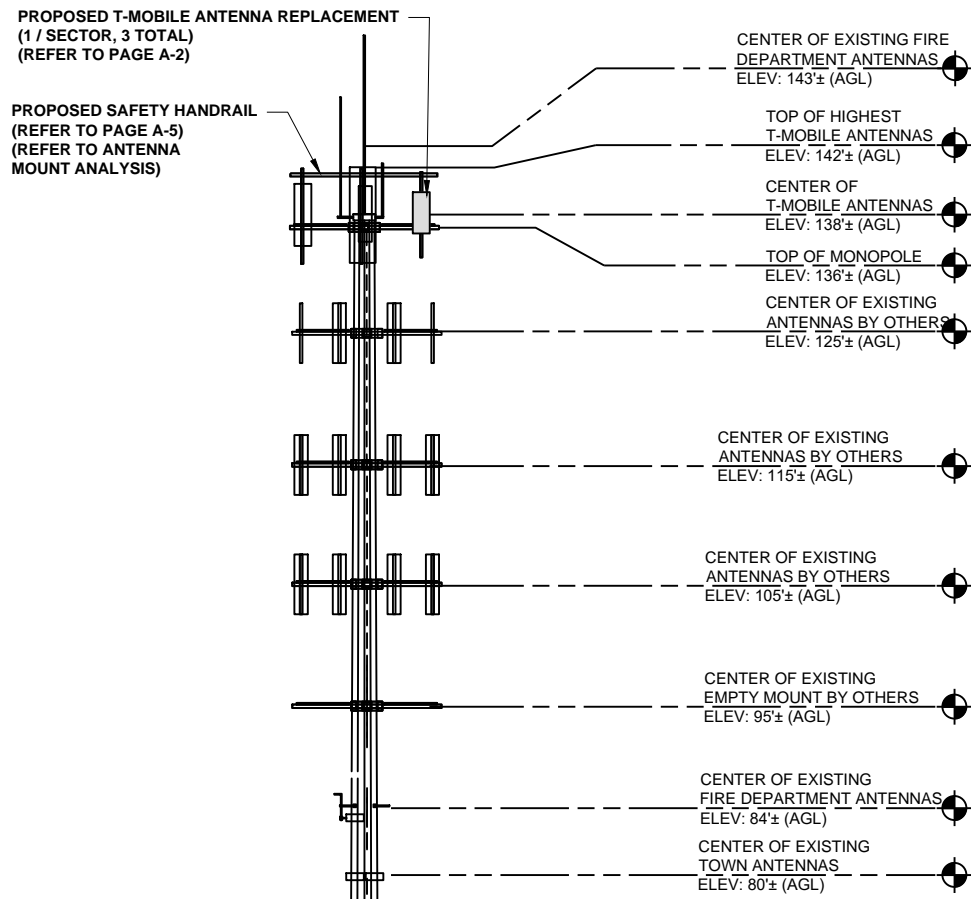 PROPOSED T-MOBILE ANTENNA REPLACEMENT
(1 / SECTOR, 3 TOTAL)
(REFER TO PAGE A-2)
PROPOSED SAFETY HANDRAIL
(REFER TO PAGE A-5)
(REFER TO ANTENNA
MOUNT ANALYSIS)
CENTER OF EXISTING FIRE
DEPARTMENT ANTENNAS
ELEV: 143'± (AGL)
TOP OF HIGHEST
T-MOBILE ANTENNAS
ELEV: 142'± (AGL)
CENTER OF
T-MOBILE ANTENNAS
ELEV: 138'± (AGL)
TOP OF MONOPOLE
ELEV: 136'± (AGL)
CENTER OF EXISTING
ANTENNAS BY OTHERS
ELEV: 125'± (AGL)
CENTER OF EXISTING
ANTENNAS BY OTHERS
ELEV: 115'± (AGL)
CENTER OF EXISTING
ANTENNAS BY OTHERS
ELEV: 105'± (AGL)
CENTER OF EXISTING
EMPTY MOUNT BY OTHERS
ELEV: 95'± (AGL)
CENTER OF EXISTING
FIRE DEPARTMENT ANTENNAS
ELEV: 84'± (AGL)
CENTER OF EXISTING
TOWN ANTENNAS
ELEV: 80'± (AGL)